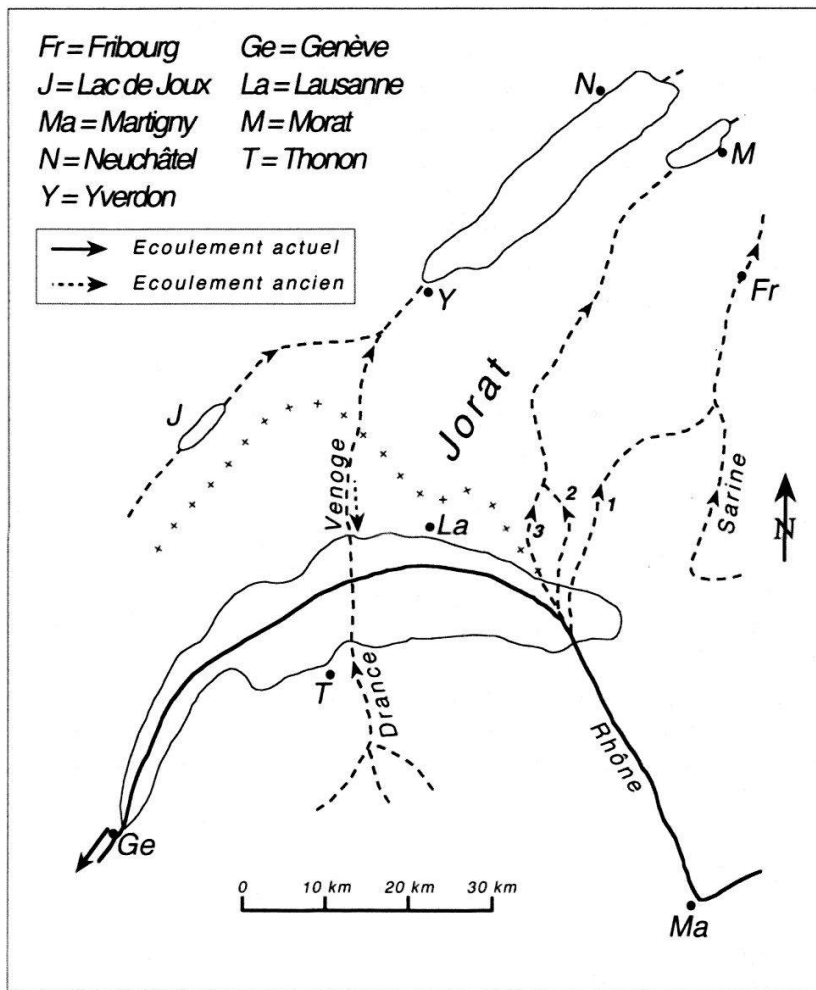 Fr = Fribourg Ge = Genève
J = Lac de Joux La = Lausanne
Ma = Martigny M = Morat
N = Neuchâtel T = Thonon
Y = Yverdon
Ecoulement actuel
Ecoulement ancien
N
M
Y
Fr
Jorat
J
Venoge
La
3
2
1
Sarine
N
T
Drance
Rhône
Ge
0 10 km 20 km 30 km
Ma